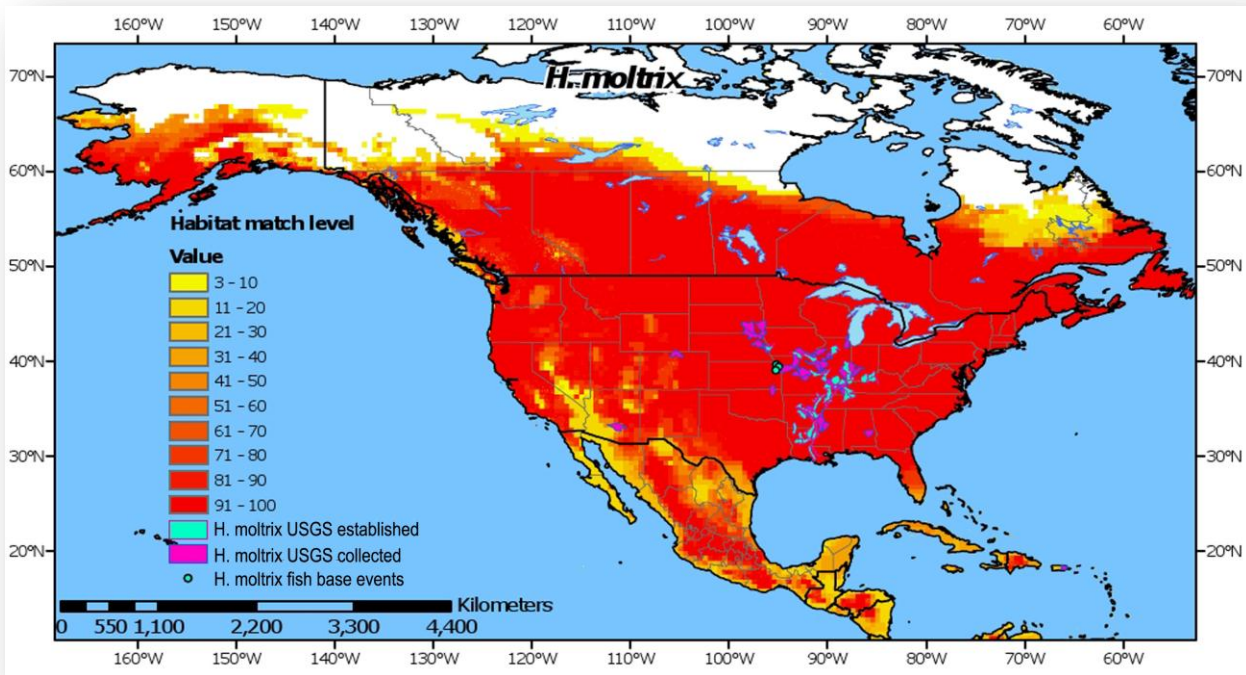 160°W 150°W 140°W 130°W 120°W 110°W 100°W 90°W 80°W 70°W 60°W
H. moltrix
70°N 70°N
60°N 60°N
Habitat match level
Value
50°N 50°N
3 - 10
11 - 20
21 - 30
31 - 40
40°N 40°N
41 - 50
51 - 60
61 - 70
71 - 80
30°N 30°N
81 - 90
91 - 100
H. moltrix USGS established
20°N 20°N
H. moltrix USGS collected
H. moltrix fish base events
Kilometers
0 550 1,100 2,200 3,300 4,400
160°W 150°W 140°W 130°W 120°W 110°W 100°W 90°W 80°W 70°W 60°W